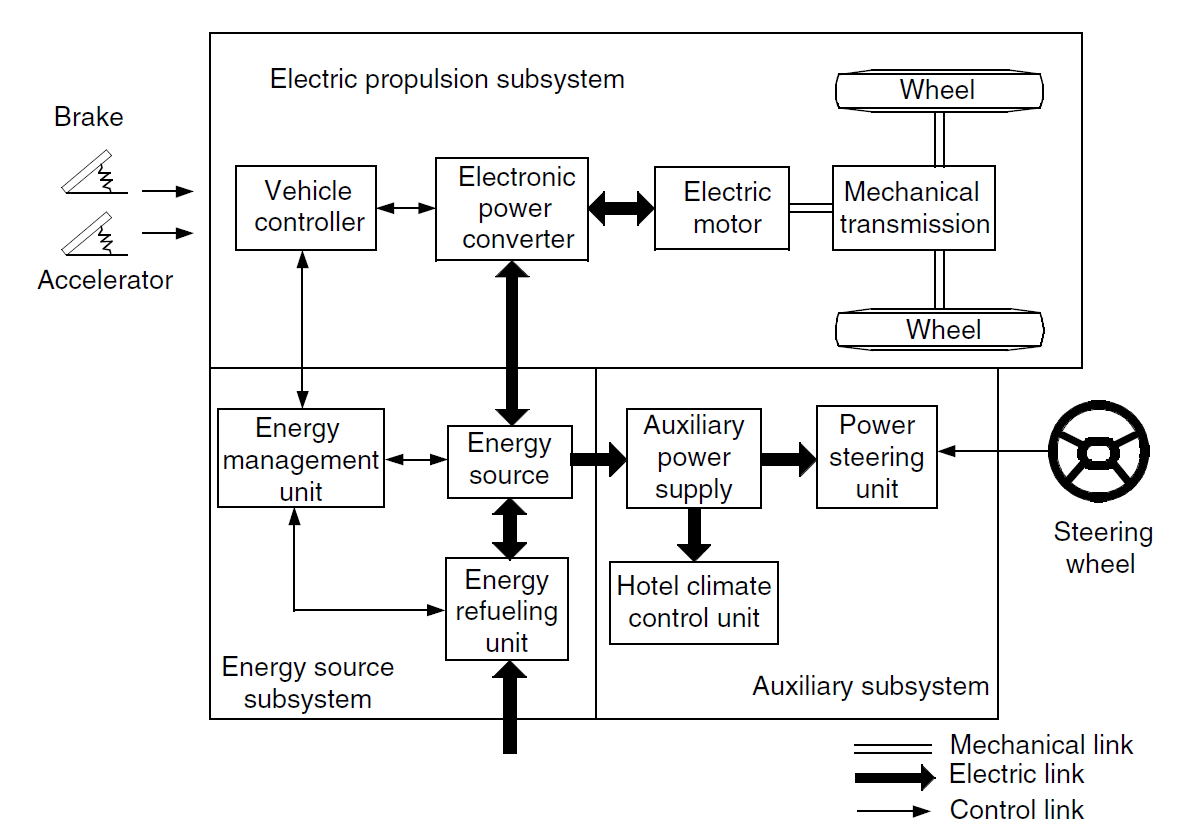 Electric propulsion subsystem
Wheel
Brake
Vehicle
controller
Electronic
power
converter
Electric
motor
Mechanical
transmission
Accelerator
Wheel
Energy
management
unit
Energy
source
Auxiliary
power
supply
Power
steering
unit
Steering
wheel
Energy
refueling
unit
Hotel climate
control unit
Energy source
subsystem
Auxiliary subsystem
Mechanical link
Electric link
Control link